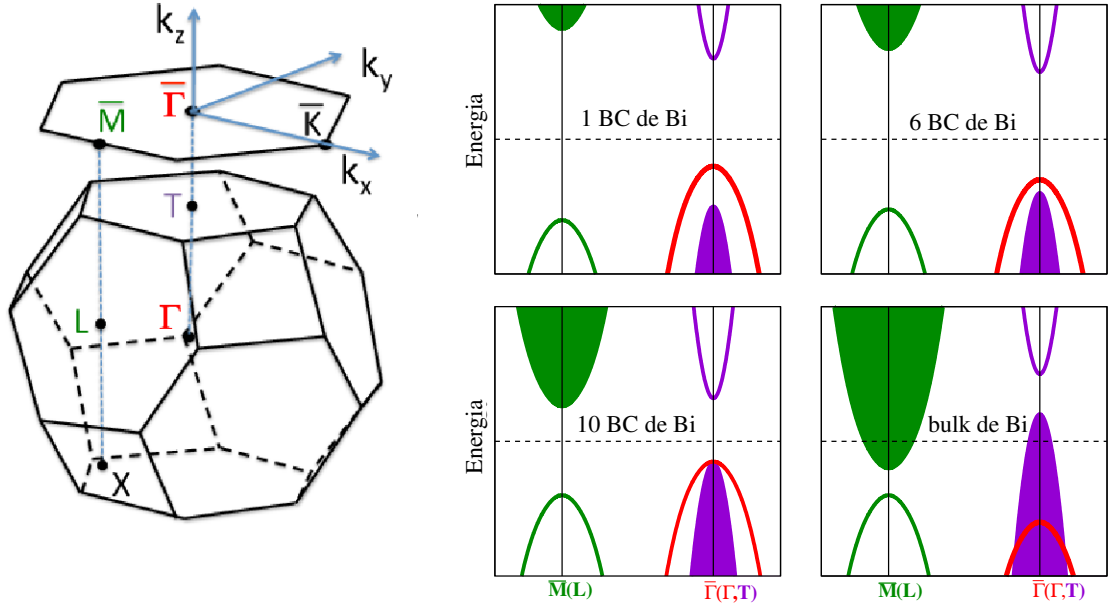 k_z
k_y
Γ̅
M̅
K̅
k_x
T
L
Γ
X
Energia
1 BC de Bi
6 BC de Bi
Energia
10 BC de Bi
bulk de Bi
M̅(L)
Γ̅(Γ,T)
M̅(L)
Γ̅(Γ,T)